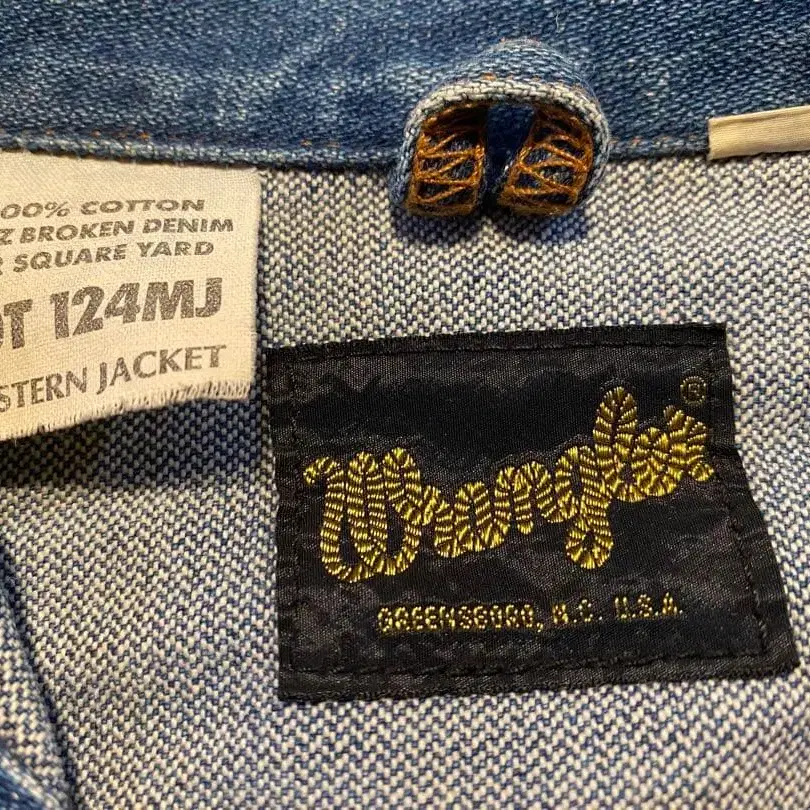 00% COTTON
Z BROKEN DENIM
R SQUARE YARD
OT 124MJ
STERN JACKET
Wrangler ®
GREENSBORO, N.C. U.S.A.